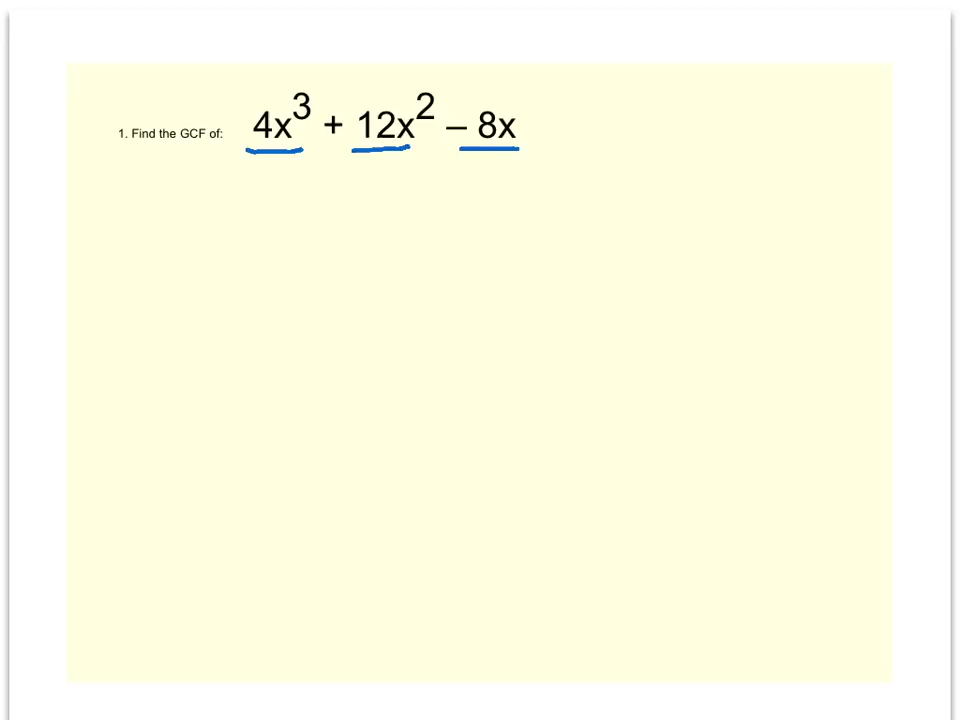 1. Find the GCF of: 4x³ + 12x² – 8x